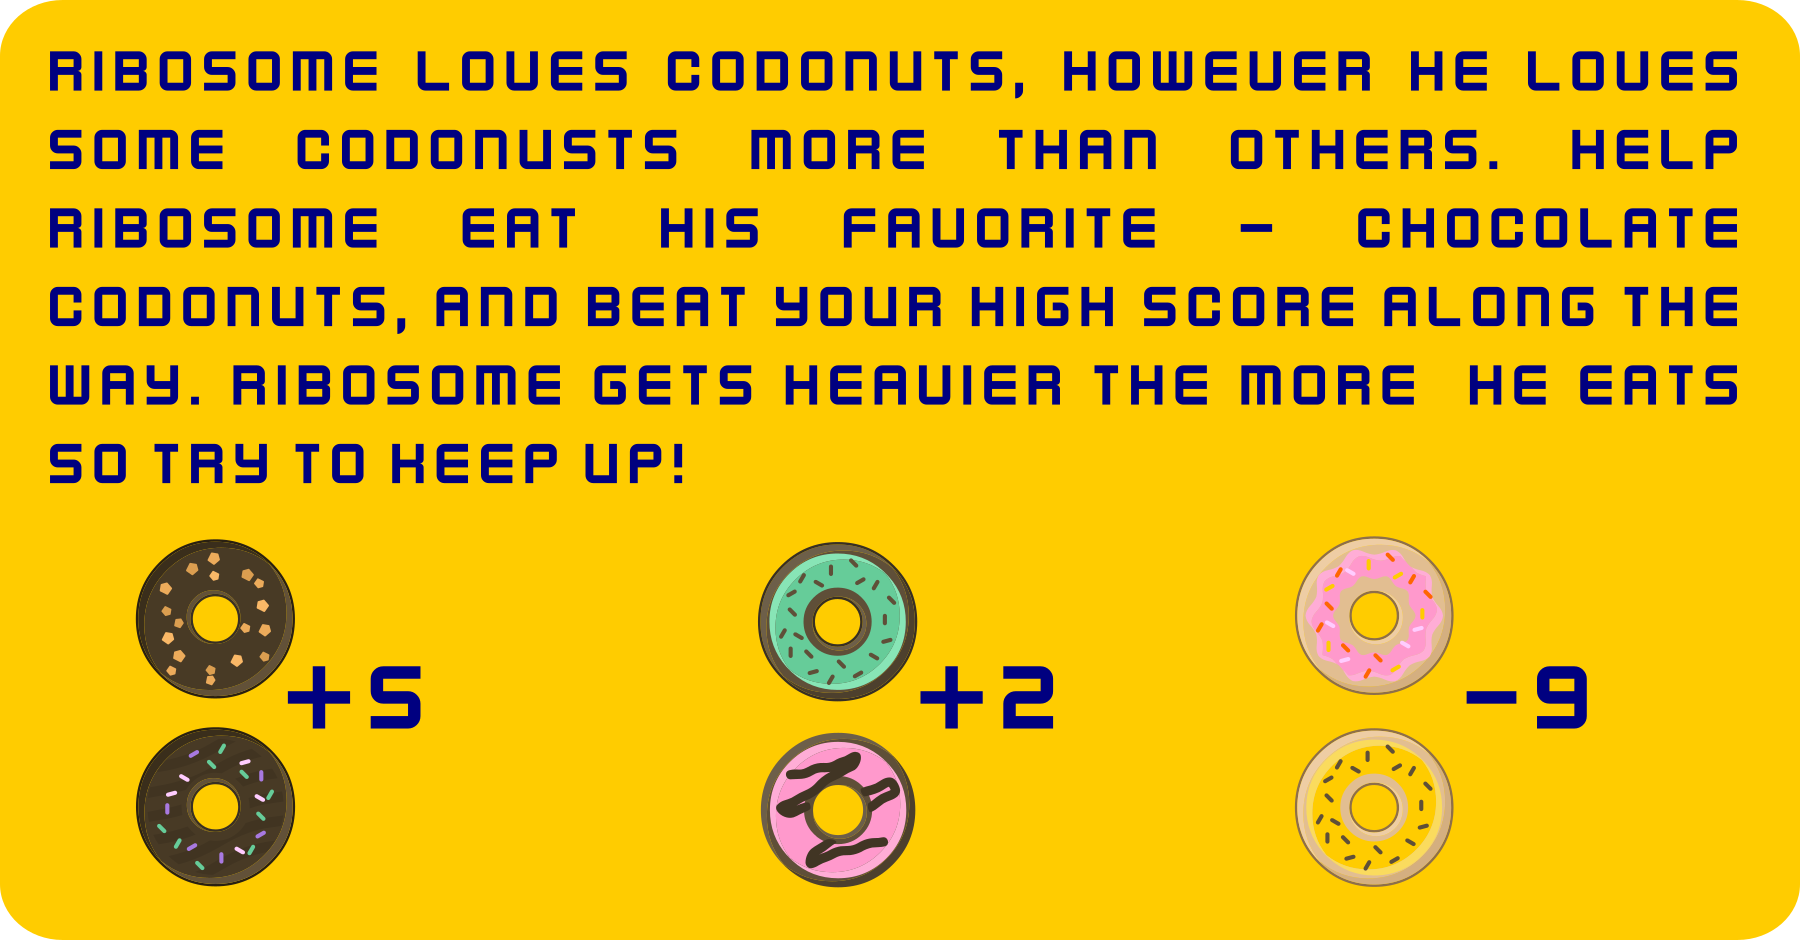 RIBOSOME LOVES CODONUTS, HOWEVER HE LOVES
SOME CODONUSTS MORE THAN OTHERS. HELP
RIBOSOME EAT HIS FAVORITE - CHOCOLATE
CODONUTS, AND BEAT YOUR HIGH SCORE ALONG THE
WAY. RIBOSOME GETS HEAVIER THE MORE HE EATS
SO TRY TO KEEP UP!
+5
+2
-9